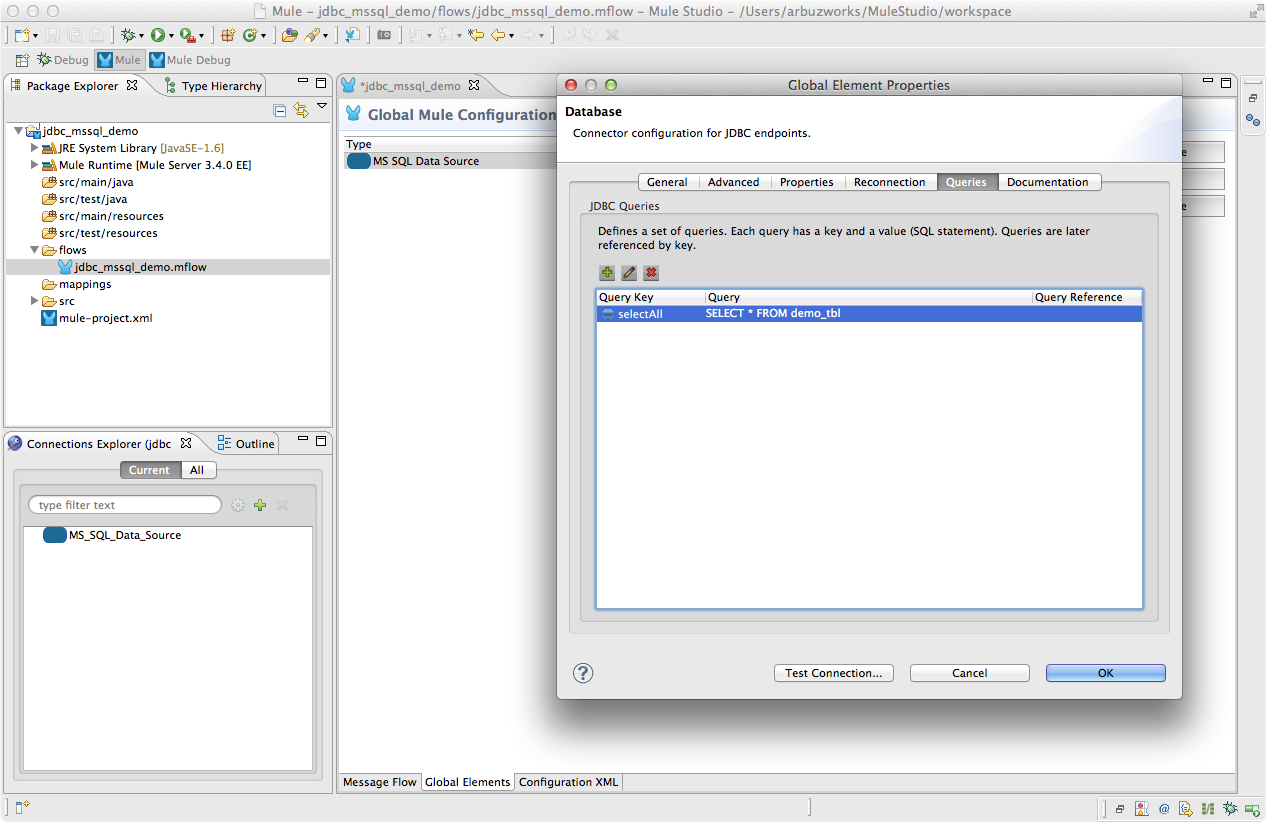 Mule – jdbc_mssql_demo/flows/jdbc_mssql_demo.mflow – Mule Studio – /Users/arbuzworks/MuleStudio/workspace
Debug Mule Mule Debug
Package Explorer Type Hierarchy
jdbc_mssql_demo
JRE System Library [JavaSE-1.6]
Mule Runtime [Mule Server 3.4.0 EE]
src/main/java
src/test/java
src/main/resources
src/test/resources
flows
jdbc_mssql_demo.mflow
mappings
src
mule-project.xml
Connections Explorer (jdbc Outline
Current All
type filter text
MS_SQL_Data_Source
*jdbc_mssql_demo
Global Mule Configuration
Type
MS SQL Data Source
e
e
Message Flow Global Elements Configuration XML
Global Element Properties
Database
Connector configuration for JDBC endpoints.
General Advanced Properties Reconnection Queries Documentation
JDBC Queries
Defines a set of queries. Each query has a key and a value (SQL statement). Queries are later
referenced by key.
Query Key Query Query Reference
selectAll SELECT * FROM demo_tbl
? Test Connection... Cancel OK